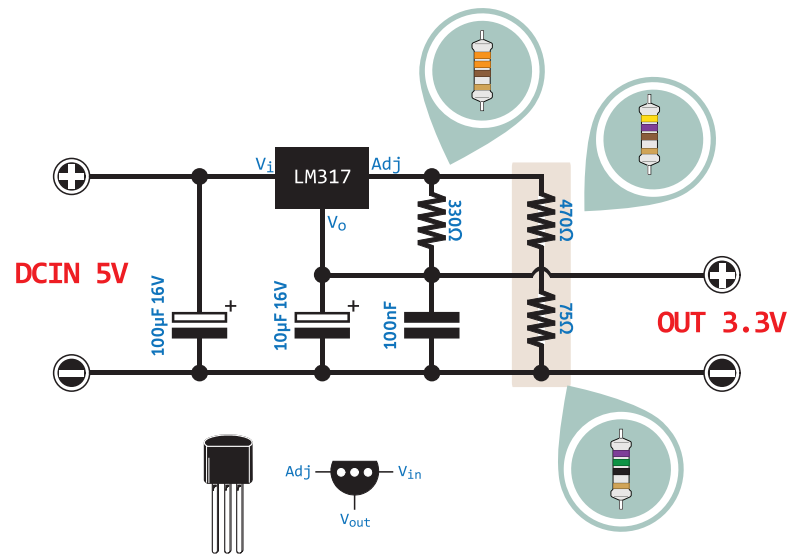 Vi
LM317
Adj
Vo
330Ω
470Ω
DCIN 5V
100µF 16V
+
10µF 16V
+
100nF
75Ω
OUT 3.3V
Adj
Vin
Vout